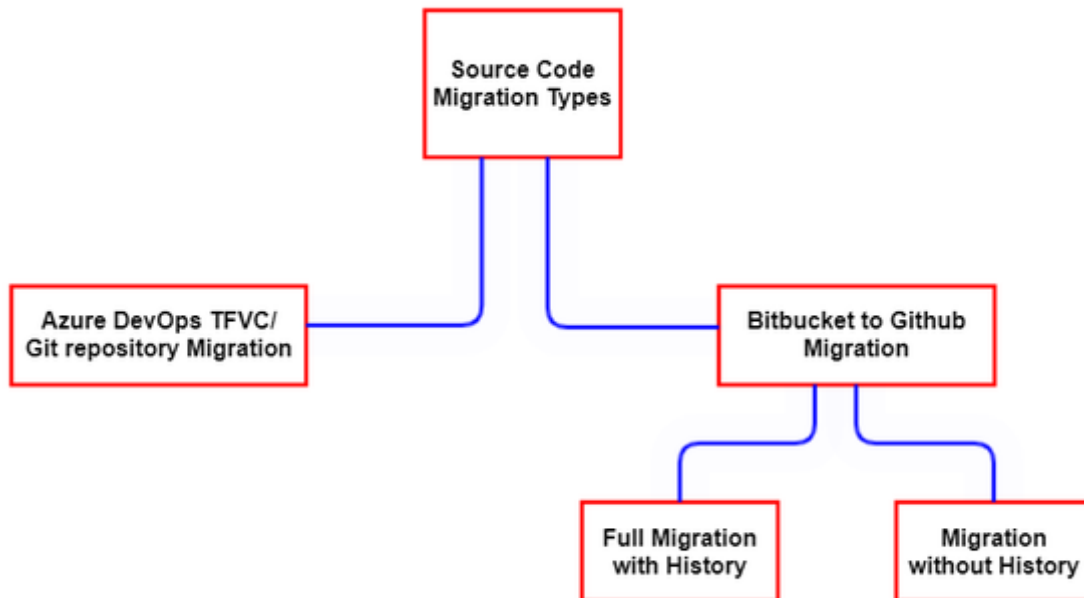 Source Code
Migration Types
Azure DevOps TFVC/
Git repository Migration
Bitbucket to Github
Migration
Full Migration
with History
Migration
without History